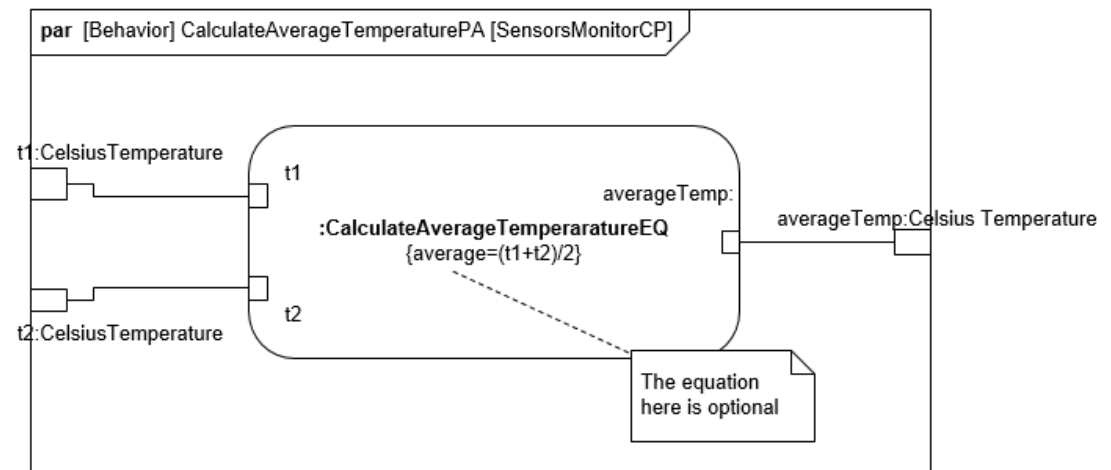 par [Behavior] CalculateAverageTemperaturePA [SensorsMonitorCP]
t1:CelsiusTemperature
t1
averageTemp:
averageTemp:Celsius Temperature
:CalculateAverageTemperaratureEQ
{average=(t1+t2)/2}
t2
t2:CelsiusTemperature
The equation
here is optional